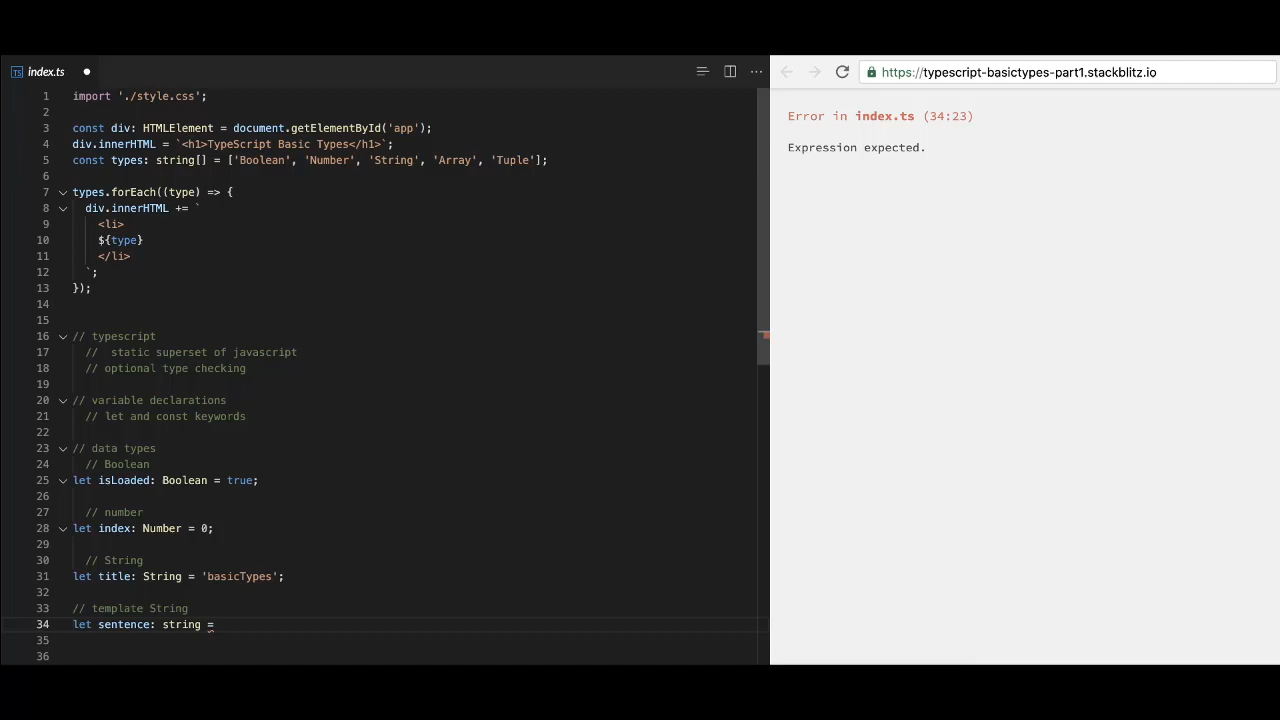 index.ts
https://typescript-basictypes-part1.stackblitz.io
1 import './style.css';
2
3 const div: HTMLElement = document.getElementById('app');
4 div.innerHTML = `<h1>TypeScript Basic Types</h1>`;
5 const types: string[] = ['Boolean', 'Number', 'String', 'Array', 'Tuple'];
6
7 types.forEach((type) => {
8 div.innerHTML += `
9 <li>
10 ${type}
11 </li>
12 `;
13 });
14
15
16 // typescript
17 //  static superset of javascript
18 // optional type checking
19
20 // variable declarations
21 // let and const keywords
22
23 // data types
24 // Boolean
25 let isLoaded: Boolean = true;
26
27 // number
28 let index: Number = 0;
29
30 // String
31 let title: String = 'basicTypes';
32
33 // template String
34 let sentence: string =
35
36
Error in index.ts (34:23)
Expression expected.